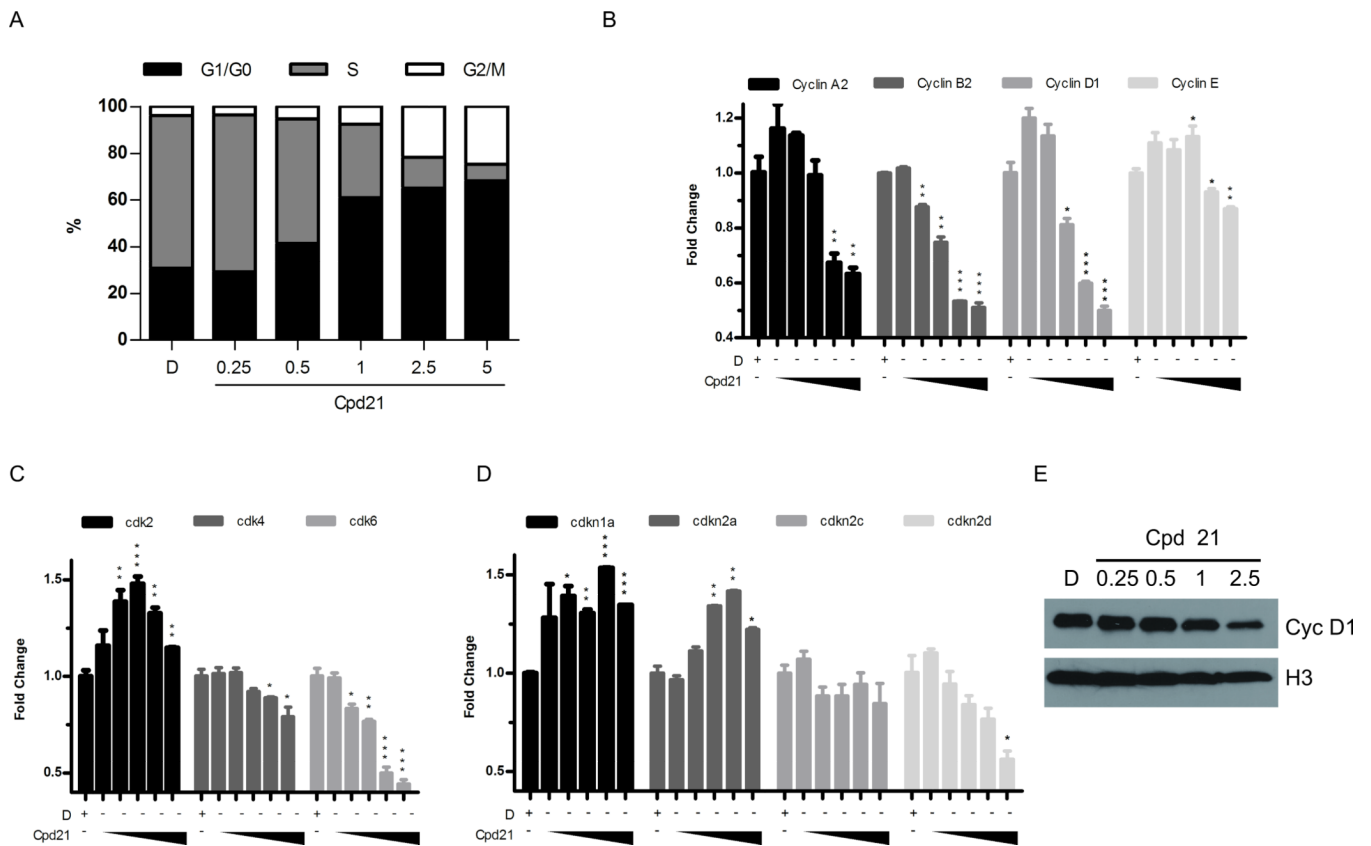 A
G1/G0 S G2/M
100
80
60
40
20
0
%
D 0.25 0.5 1 2.5 5
Cpd21
B
Cyclin A2 Cyclin B2 Cyclin D1 Cyclin E
1.2
1.0
0.8
0.6
0.4
Fold Change
** ** ** ** *** *** * *** *** * * **
D + - - - - - + - - - - - + - - - - - + - - - - -
Cpd21 - - - -
C
cdk2 cdk4 cdk6
1.5
1.0
0.5
Fold Change
** *** ** ** * * * ** *** ***
D + - - - - - + - - - - - + - - - - -
Cpd21 - - -
D
cdkn1a cdkn2a cdkn2c cdkn2d
1.5
1.0
0.5
Fold Change
* ** *** *** ** ** * *
D + - - - - - + - - - - - + - - - - - + - - - - -
Cpd21 - - - -
E
Cpd 21
D 0.25 0.5 1 2.5
Cyc D1
H3